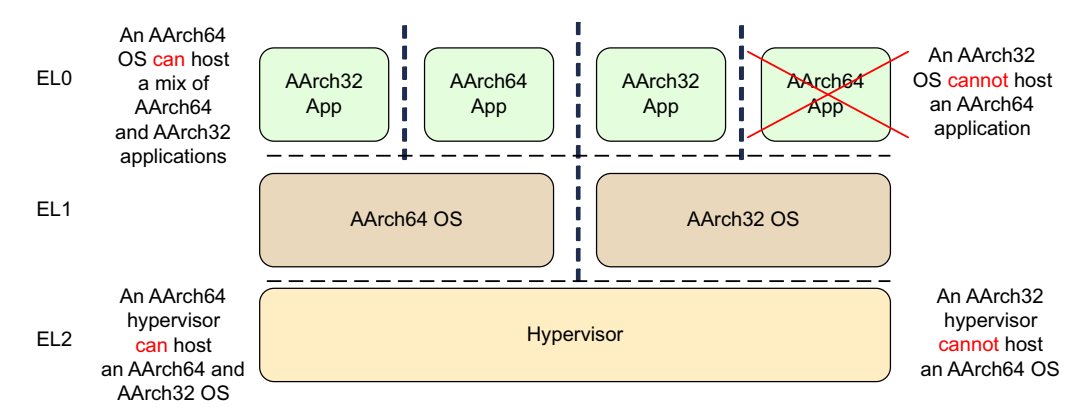 An AArch64
OS can host
a mix of
AArch64
and AArch32
applications
EL0
AArch32
App
AArch64
App
AArch32
App
AArch64
App
An AArch32
OS cannot host
an AArch64
application
EL1
AArch64 OS
AArch32 OS
An AArch64
hypervisor
can host
an AArch64 and
AArch32 OS
EL2
Hypervisor
An AArch32
hypervisor
cannot host
an AArch64 OS